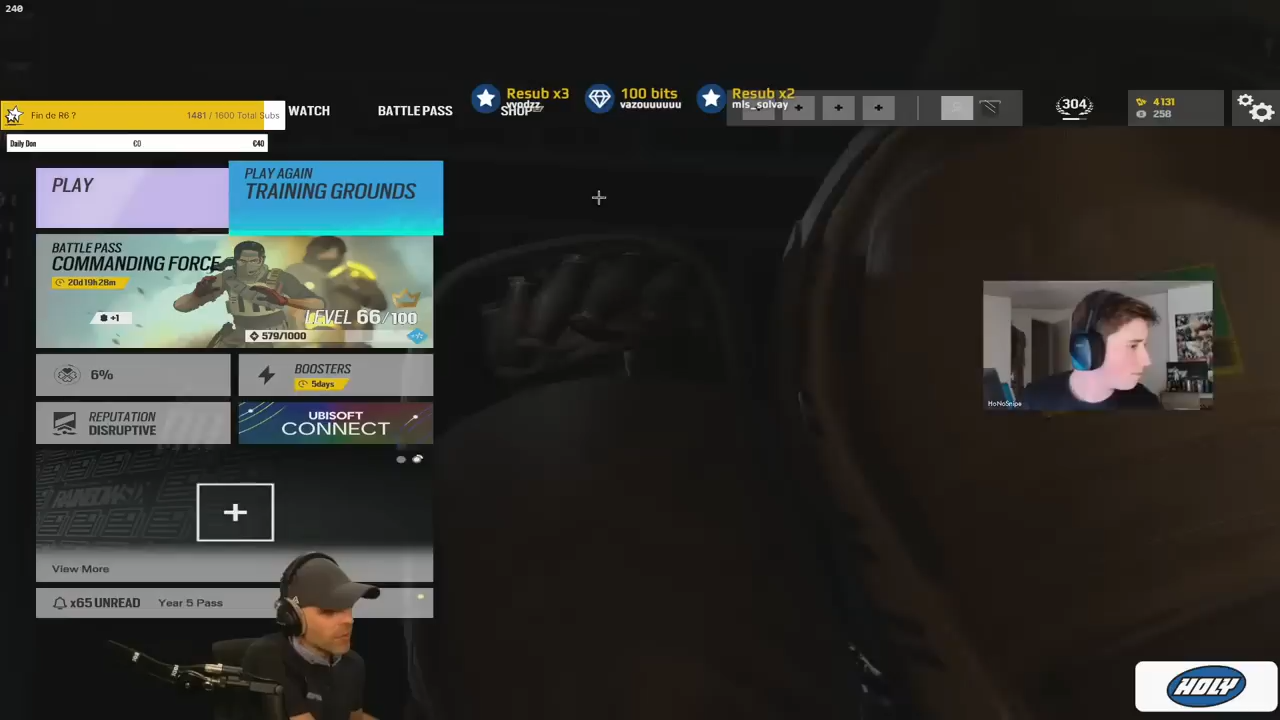 240
Resub x3
vyodzz
100 bits
vazouuuuuu
Resub x2
mls_solvay
Fin de R6 ?
1481 / 1600 Total Subs
WATCH
BATTLE PASS
SHOP
304
4131
258
Daily Don
€0
€40
PLAY
PLAY AGAIN
TRAINING GROUNDS
BATTLE PASS
COMMANDING FORCE
20d19h28m
+1
LEVEL 66/100
579/1000
6%
BOOSTERS
5days
REPUTATION
DISRUPTIVE
UBISOFT
CONNECT
View More
x65 UNREAD
Year 5 Pass
HoNoSnipe
HOLY